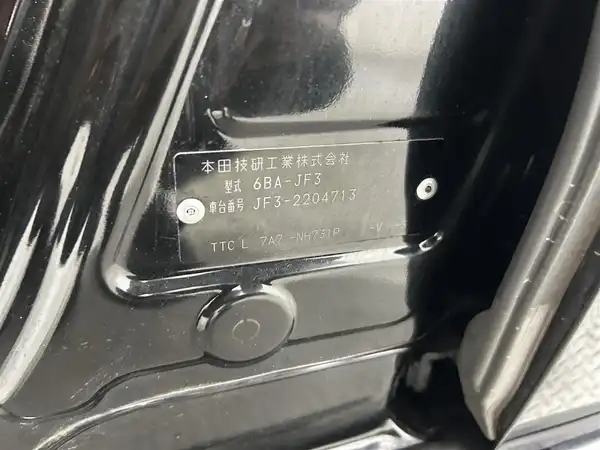 本田技研工業株式会社
型式 6BA-JF3
車台番号 JF3-2204713
TTC L 7A7 -NH731P -V